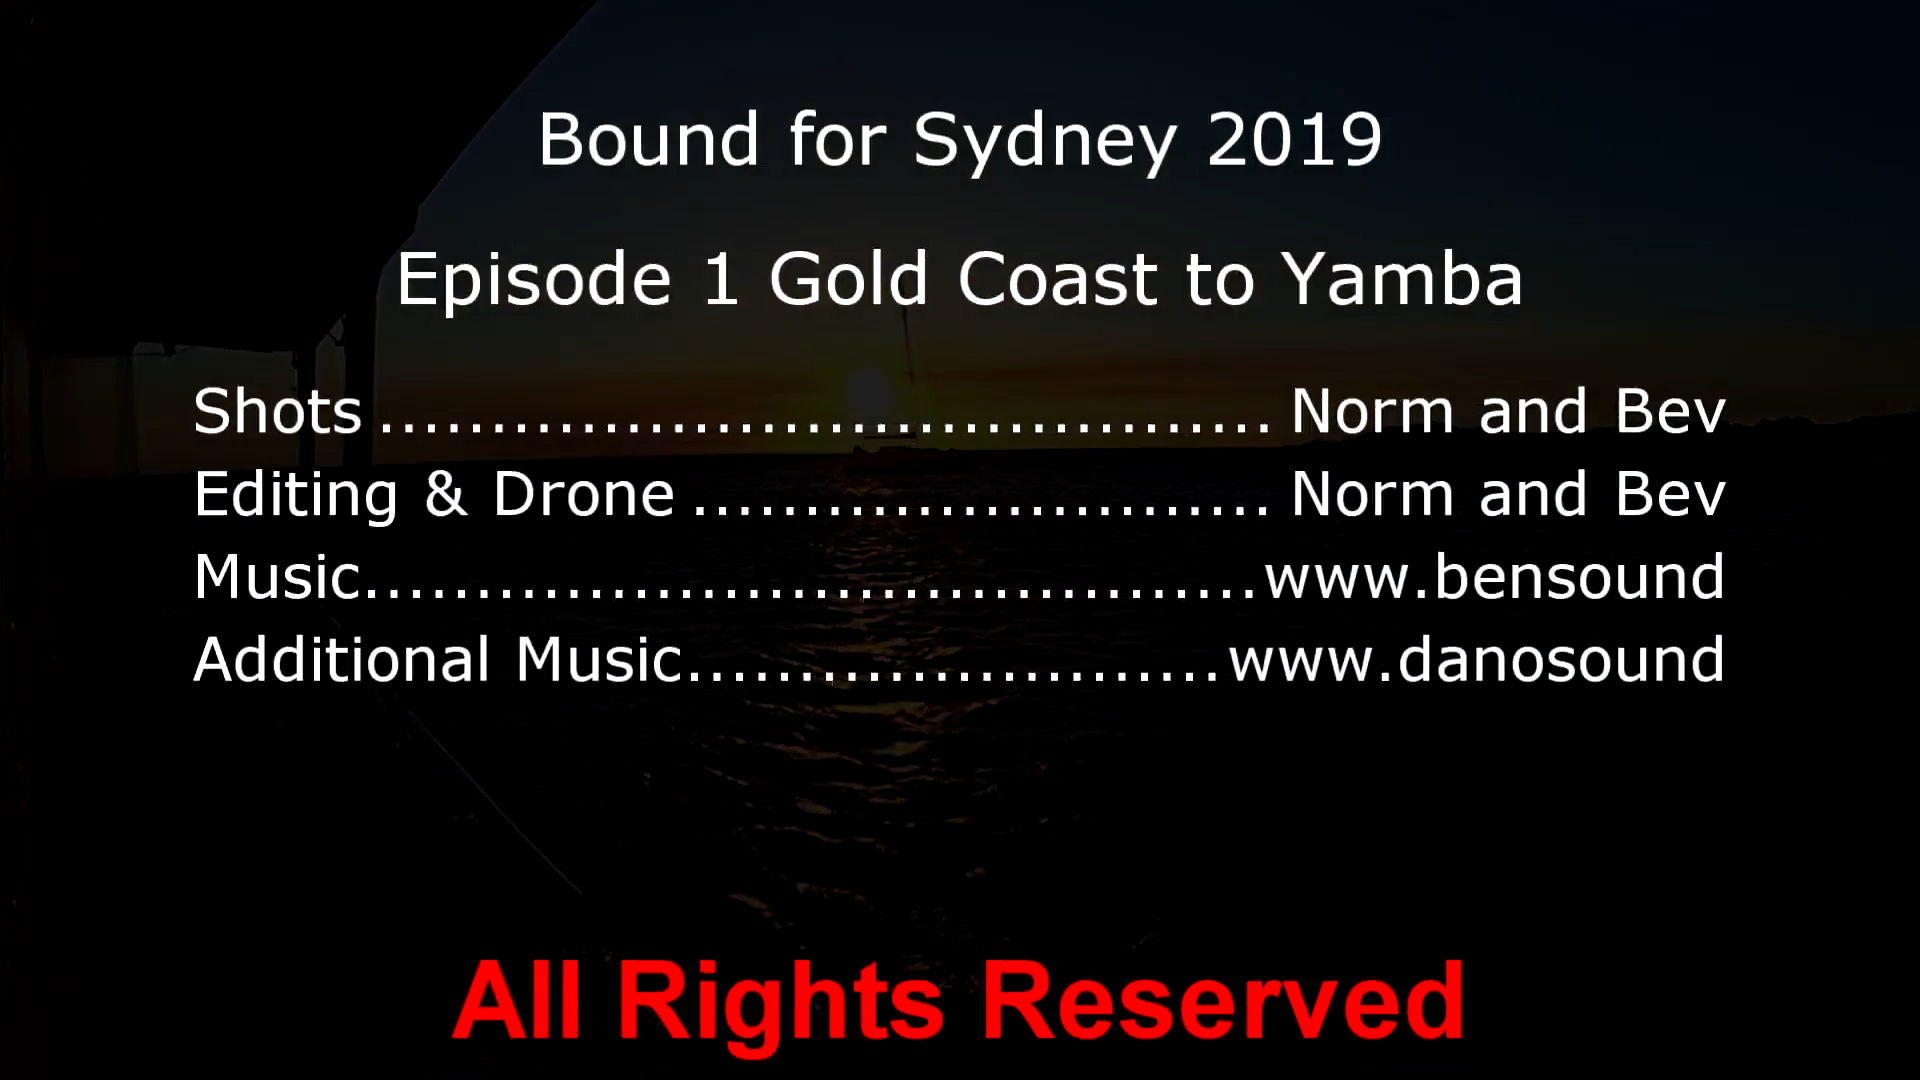 Bound for Sydney 2019
Episode 1 Gold Coast to Yamba
Shots ........................................ Norm and Bev
Editing & Drone .......................... Norm and Bev
Music........................................www.bensound
Additional Music........................www.danosound
All Rights Reserved